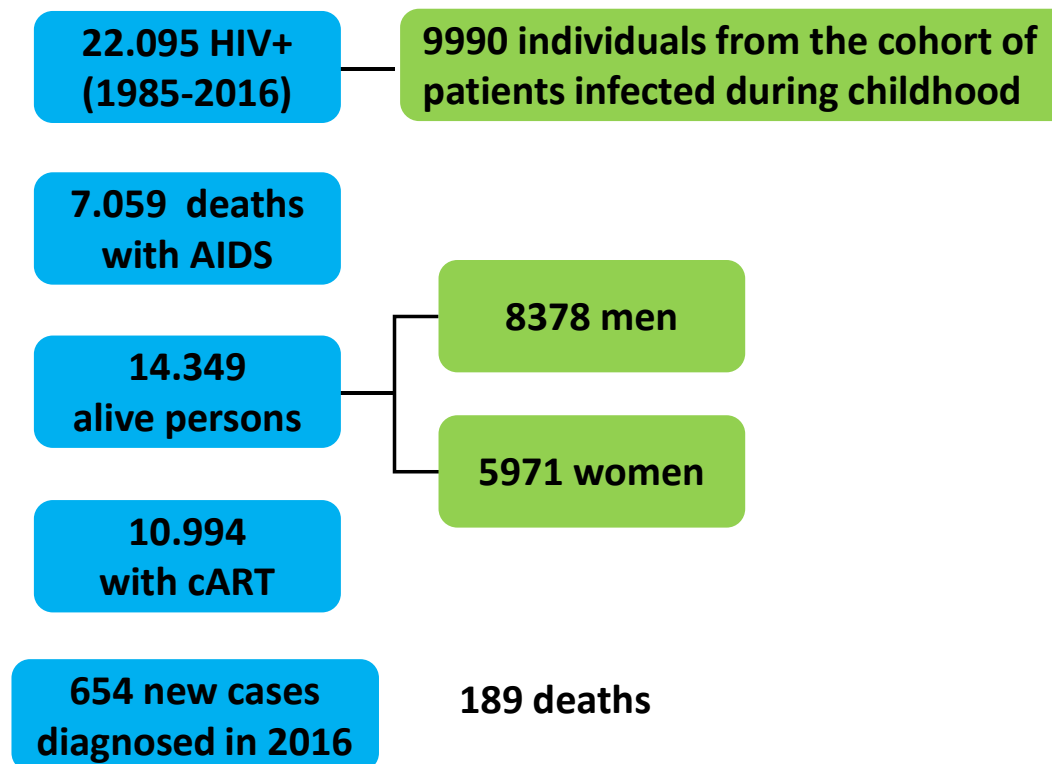 22.095 HIV+
(1985-2016)
9990 individuals from the cohort of
patients infected during childhood
7.059 deaths
with AIDS
8378 men
14.349
alive persons
5971 women
10.994
with cART
654 new cases
diagnosed in 2016
189 deaths